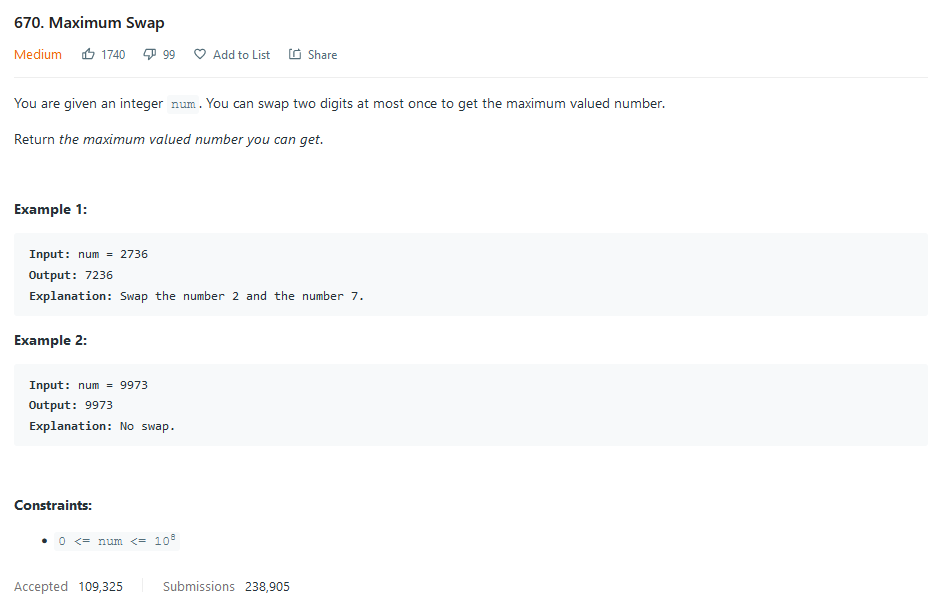 670. Maximum Swap
Medium 1740 99 Add to List Share
You are given an integer num. You can swap two digits at most once to get the maximum valued number.
Return the maximum valued number you can get.
Example 1:
Input: num = 2736
Output: 7236
Explanation: Swap the number 2 and the number 7.
Example 2:
Input: num = 9973
Output: 9973
Explanation: No swap.
Constraints:
• 0 <= num <= 10⁸
Accepted 109,325 Submissions 238,905